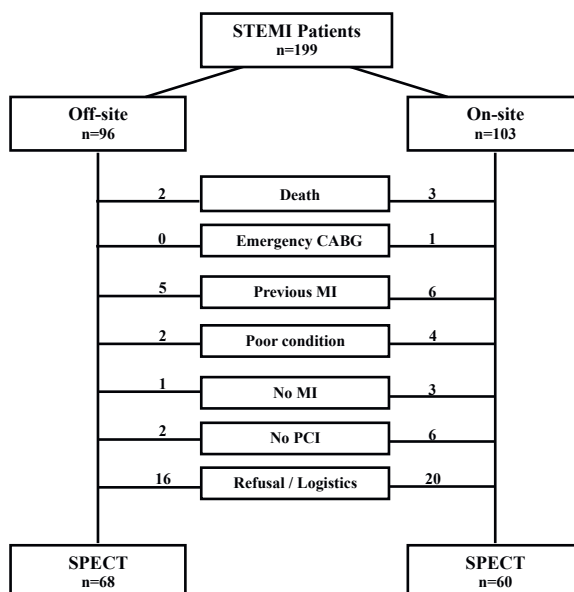 STEMI Patients
n=199
Off-site
n=96
On-site
n=103
2 Death 3
0 Emergency CABG 1
5 Previous MI 6
2 Poor condition 4
1 No MI 3
2 No PCI 6
16 Refusal / Logistics 20
SPECT
n=68
SPECT
n=60